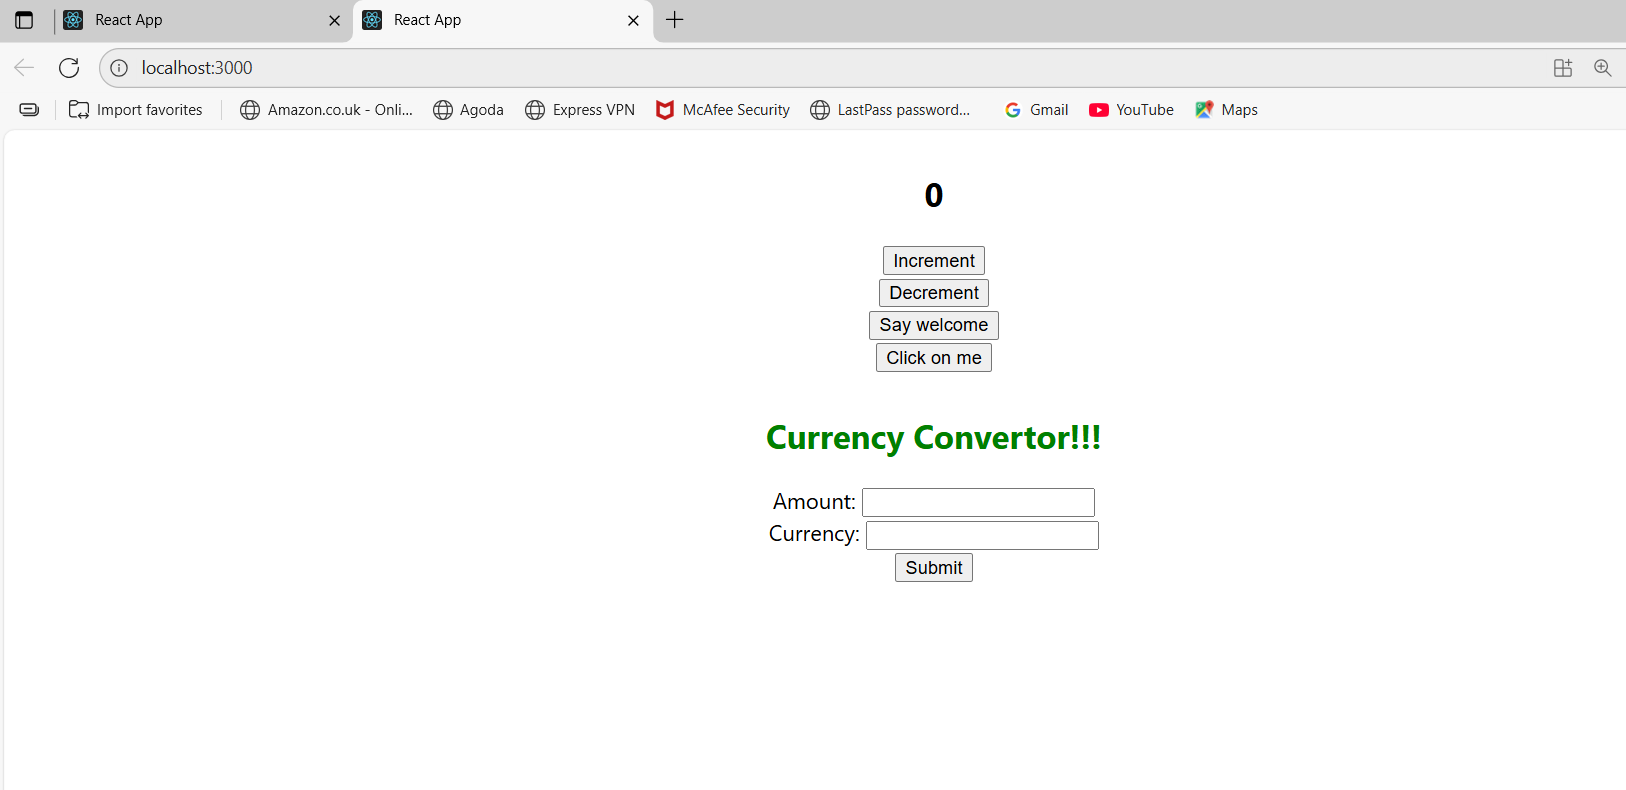 React App
React App
localhost:3000
Import favorites
Amazon.co.uk - Onli...
Agoda
Express VPN
McAfee Security
LastPass password...
Gmail
YouTube
Maps
0
Increment
Decrement
Say welcome
Click on me
Currency Convertor!!!
Amount:
Currency:
Submit